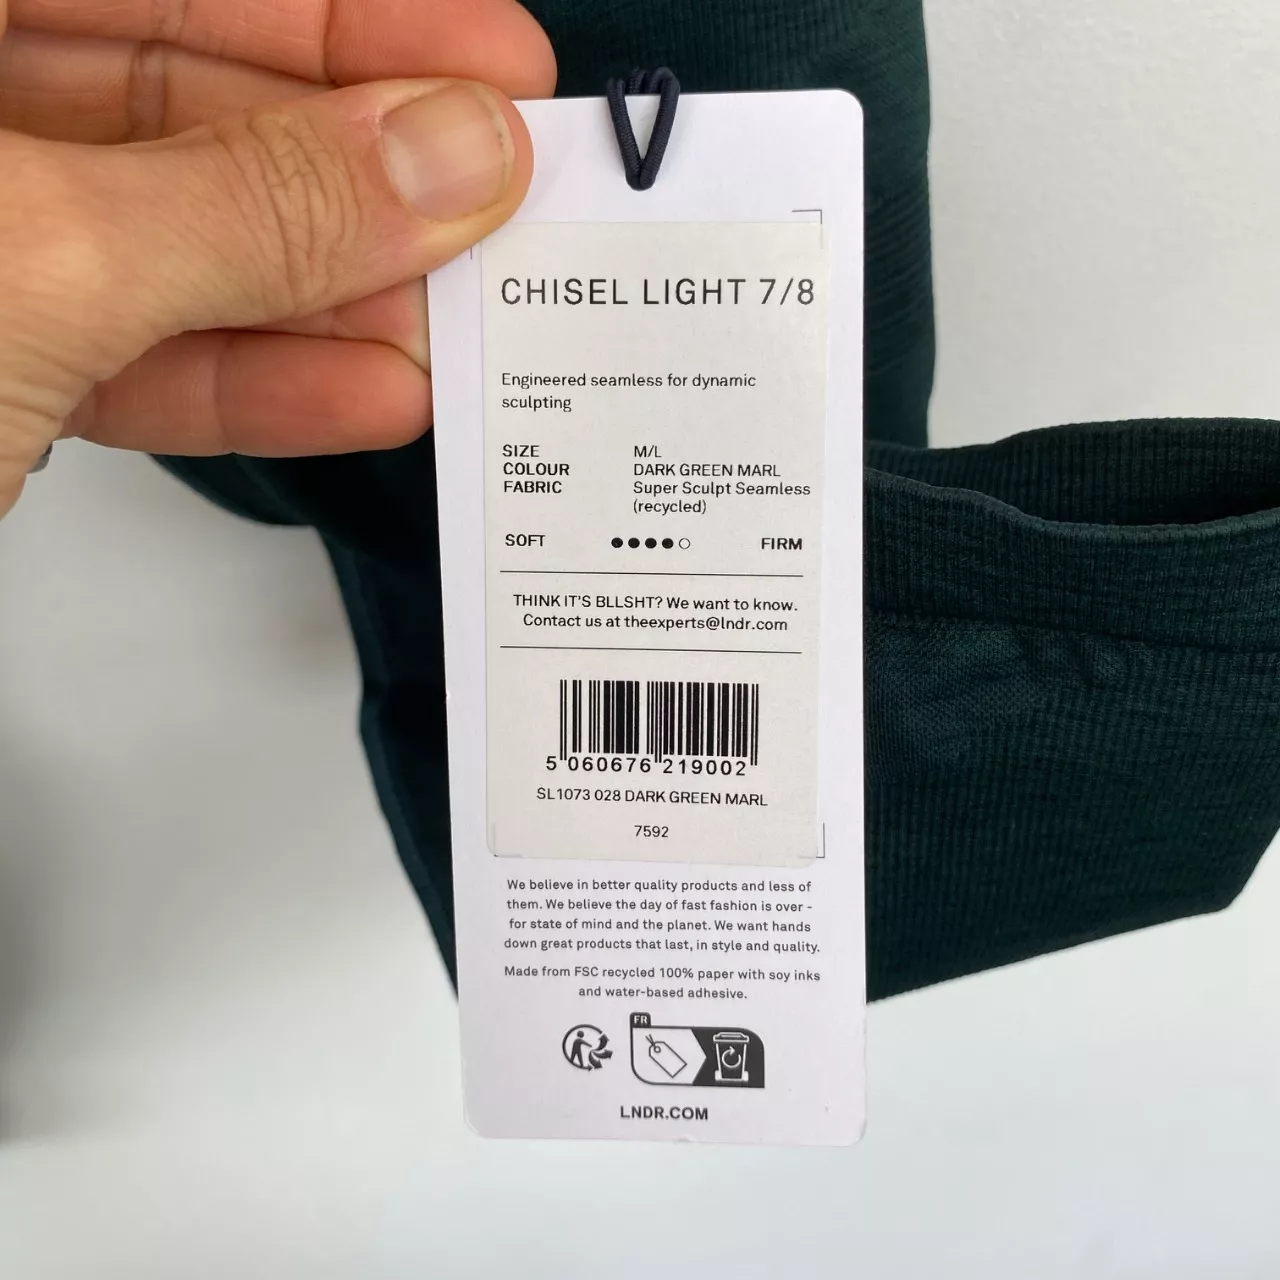 CHISEL LIGHT 7/8
Engineered seamless for dynamic
sculpting
SIZE M/L
COLOUR DARK GREEN MARL
FABRIC Super Sculpt Seamless
(recycled)
SOFT ●●●●○ FIRM
THINK IT'S BLLSHT? We want to know.
Contact us at theexperts@lndr.com
5 060676 219002
SL1073 028 DARK GREEN MARL
7592
We believe in better quality products and less of
them. We believe the day of fast fashion is over -
for state of mind and the planet. We want hands
down great products that last, in style and quality.
Made from FSC recycled 100% paper with soy inks
and water-based adhesive.
FR
LNDR.COM